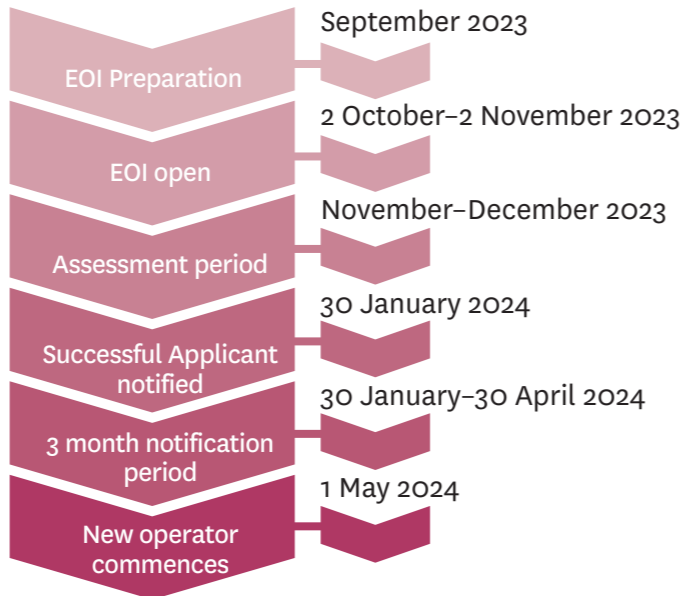 September 2023
EOI Preparation
2 October–2 November 2023
EOI open
November–December 2023
Assessment period
30 January 2024
Successful Applicant
notified
30 January–30 April 2024
3 month notification
period
1 May 2024
New operator
commences